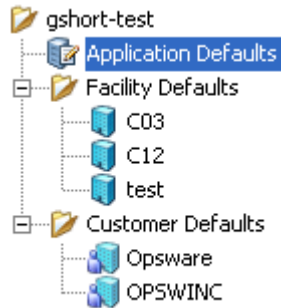 gshort-test
Application Defaults
Facility Defaults
C03
C12
test
Customer Defaults
Opsware
OPSWINC